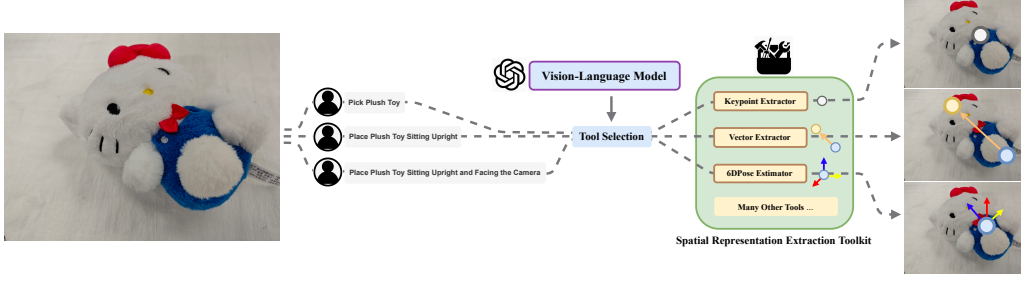 Pick Plush Toy
Place Plush Toy Sitting Upright
Place Plush Toy Sitting Upright and Facing the Camera
Vision-Language Model
Tool Selection
Keypoint Extractor
Vector Extractor
6DPose Estimator
Many Other Tools ...
Spatial Representation Extraction Toolkit